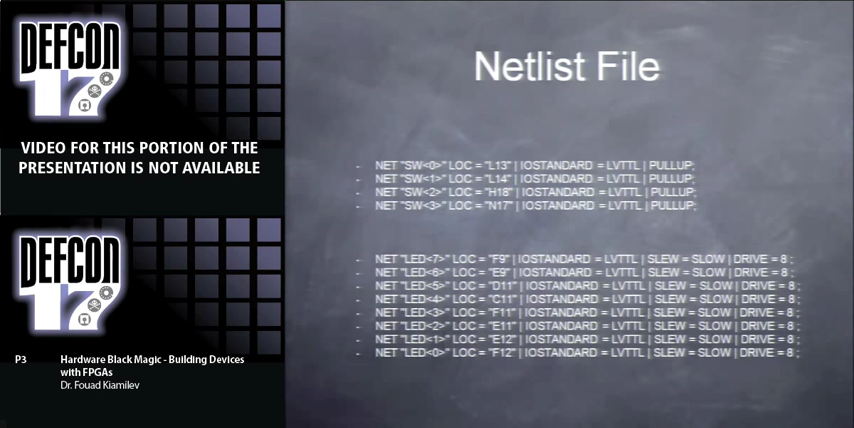 DEFCON
17
VIDEO FOR THIS PORTION OF THE
PRESENTATION IS NOT AVAILABLE
DEFCON
17
P3 Hardware Black Magic - Building Devices
with FPGAs
Dr. Fouad Kiamilev
Netlist File
- NET "SW<0>" LOC = "L13" | IOSTANDARD = LVTTL | PULLUP;
- NET "SW<1>" LOC = "L14" | IOSTANDARD = LVTTL | PULLUP;
- NET "SW<2>" LOC = "H18" | IOSTANDARD = LVTTL | PULLUP;
- NET "SW<3>" LOC = "N17" | IOSTANDARD = LVTTL | PULLUP;
- NET "LED<7>" LOC = "F9" | IOSTANDARD = LVTTL | SLEW = SLOW | DRIVE = 8 ;
- NET "LED<6>" LOC = "E9" | IOSTANDARD = LVTTL | SLEW = SLOW | DRIVE = 8 ;
- NET "LED<5>" LOC = "D11" | IOSTANDARD = LVTTL | SLEW = SLOW | DRIVE = 8 ;
- NET "LED<4>" LOC = "C11" | IOSTANDARD = LVTTL | SLEW = SLOW | DRIVE = 8 ;
- NET "LED<3>" LOC = "F11" | IOSTANDARD = LVTTL | SLEW = SLOW | DRIVE = 8 ;
- NET "LED<2>" LOC = "E11" | IOSTANDARD = LVTTL | SLEW = SLOW | DRIVE = 8 ;
- NET "LED<1>" LOC = "E12" | IOSTANDARD = LVTTL | SLEW = SLOW | DRIVE = 8 ;
- NET "LED<0>" LOC = "F12" | IOSTANDARD = LVTTL | SLEW = SLOW | DRIVE = 8 ;